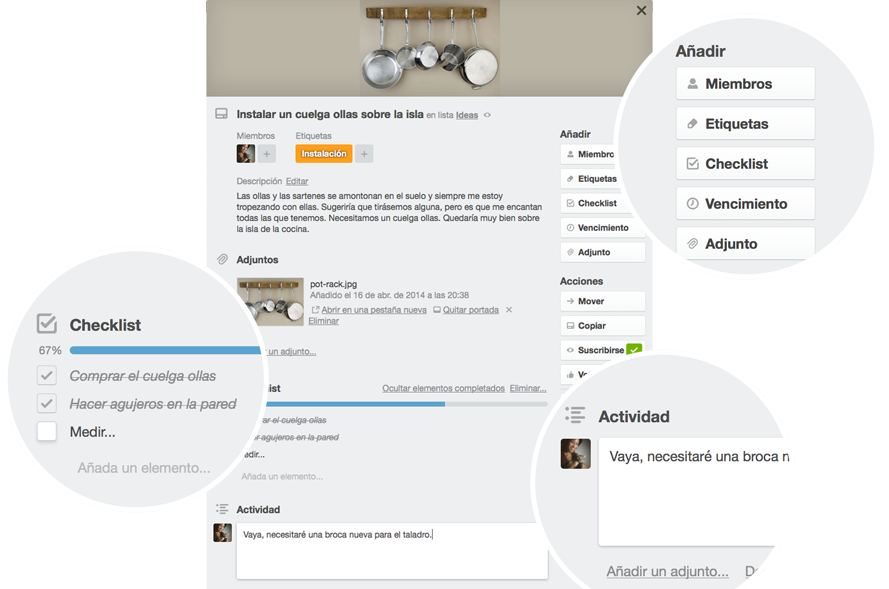 Instalar un cuelga ollas sobre la isla en lista Ideas
Miembros Etiquetas
+ Instalación +
Descripción Editar
Las ollas y las sartenes se amontonan en el suelo y siempre me estoy
tropezando con ellas. Sugeriría que tirásemos alguna, pero es que me encantan
todas las que tenemos. Necesitamos un cuelga ollas. Quedaría muy bien sobre
la isla de la cocina.
Adjuntos
pot-rack.jpg
Añadido el 16 de abr. de 2014 a las 20:38
Abrir en una pestaña nueva Quitar portada
Eliminar
un adjunto...
Ocultar elementos completados Eliminar...
ar el cuelga ollas
er agujeros en la pared
Añada un elemento...
Actividad
Vaya, necesitaré una broca nueva para el taladro.
Añadir
Miembro
Etiquetas
Checklist
Vencimiento
Adjunto
Acciones
Mover
Copiar
Suscribirse
Añadir
Miembros
Etiquetas
Checklist
Vencimiento
Adjunto
Checklist
67%
Comprar el cuelga ollas
Hacer agujeros en la pared
Medir...
Añada un elemento...
Actividad
Vaya, necesitaré una broca n
Añadir un adjunto...